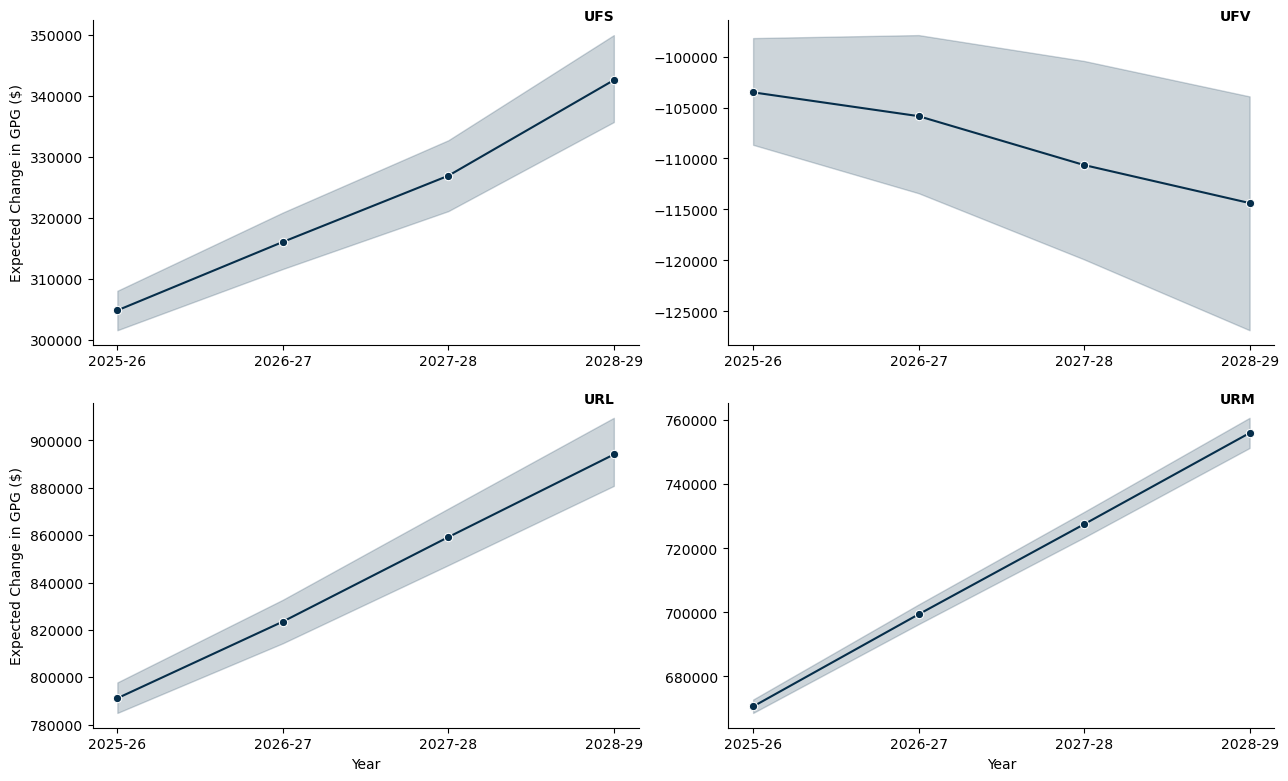 UFS
Expected Change in GPG ($)
350000
340000
330000
320000
310000
300000
2025-26 2026-27 2027-28 2028-29
UFV
−100000
−105000
−110000
−115000
−120000
−125000
2025-26 2026-27 2027-28 2028-29
URL
Expected Change in GPG ($)
900000
880000
860000
840000
820000
800000
780000
2025-26 2026-27 2027-28 2028-29
Year
URM
760000
740000
720000
700000
680000
2025-26 2026-27 2027-28 2028-29
Year